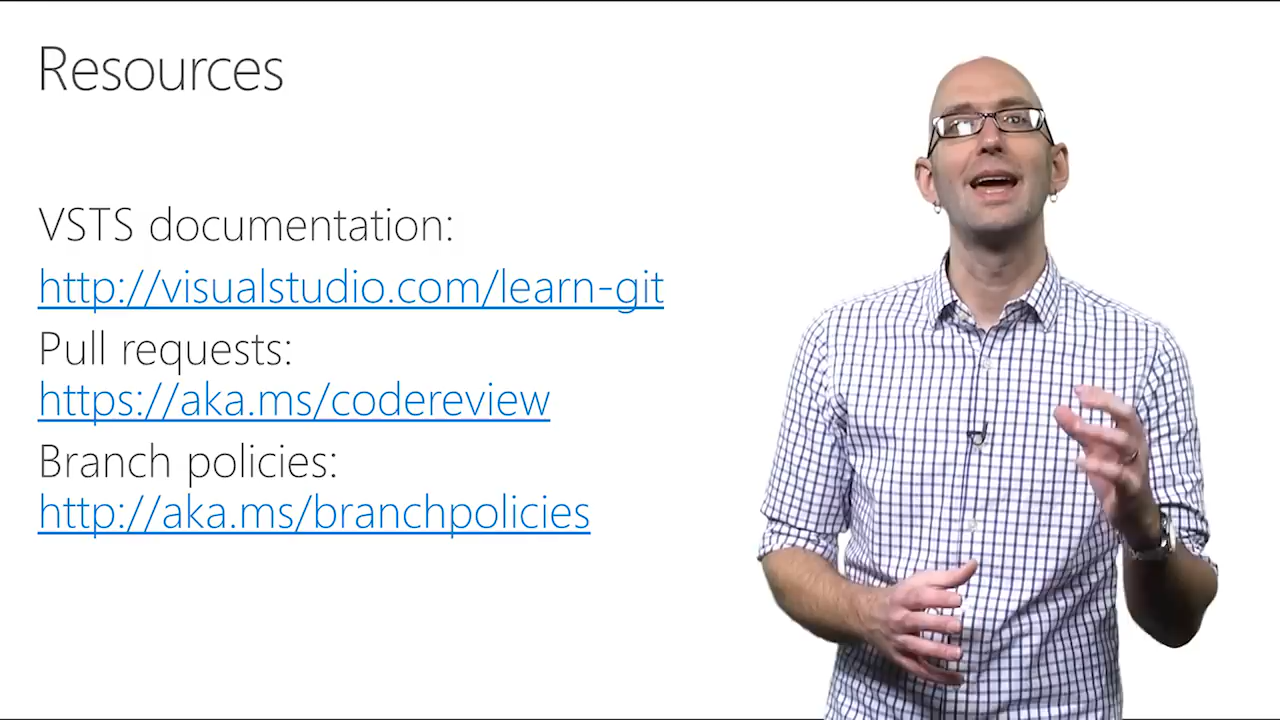 Resources
VSTS documentation:
http://visualstudio.com/learn-git
Pull requests:
https://aka.ms/codereview
Branch policies:
http://aka.ms/branchpolicies